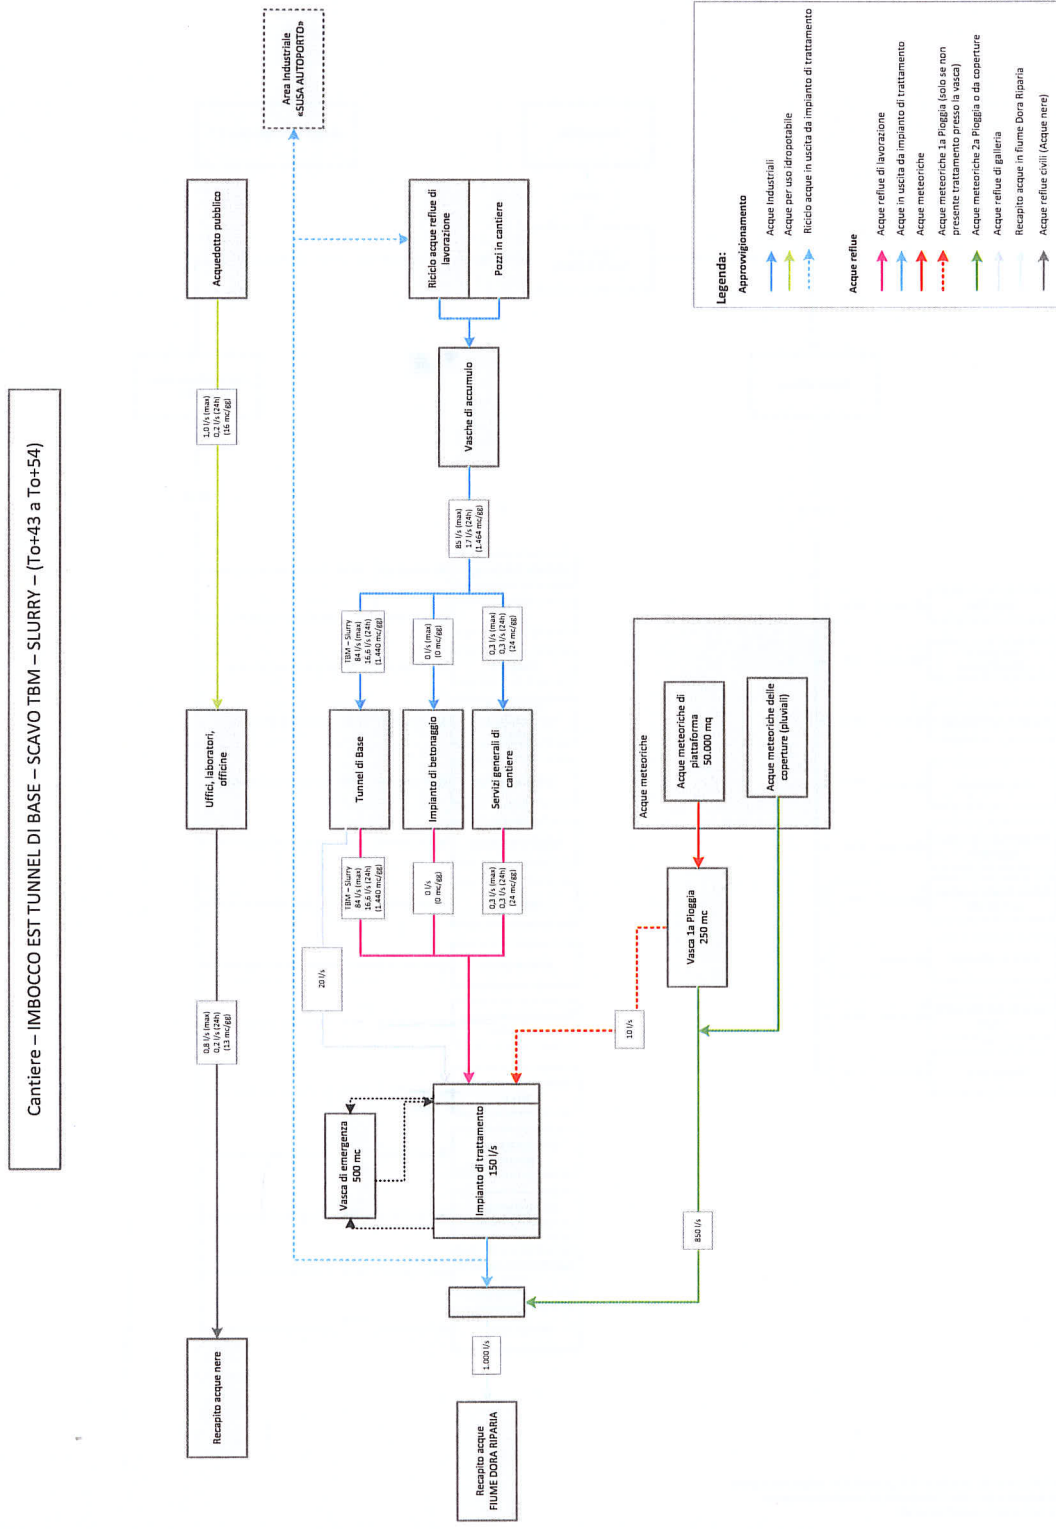 Cantiere – IMBOCCO EST TUNNEL DI BASE – SCAVO TBM – SLURRY – (To+43 a To+54)
Recapito acque nere
0,8 l/s (max)
0,2 l/s (24h)
(13 mc/gg)
Uffici, laboratori,
officine
1,0 l/s (max)
0,2 l/s (24h)
(16 mc/gg)
Acquedotto pubblico
Area Industriale
«SUSA AUTOPORTO»
Vasca di emergenza
500 mc
20 l/s
TBM – Slurry
84 l/s (max)
16,6 l/s (24h)
(1.440 mc/gg)
Tunnel di Base
TBM – Slurry
84 l/s (max)
16,6 l/s (24h)
(1.440 mc/gg)
0 l/s
(0 mc/gg)
Impianto di betonaggio
0 l/s (max)
(0 mc/gg)
0,3 l/s (max)
0,3 l/s (24h)
(24 mc/gg)
Servizi generali di
cantiere
0,3 l/s (max)
0,3 l/s (24h)
(24 mc/gg)
85 l/s (max)
17 l/s (24h)
(1.464 mc/gg)
Vasche di accumulo
Riciclo acque reflue di
lavorazione
Pozzi in cantiere
Recapito acque
FIUME DORA RIPARIA
1.000 l/s
Impianto di trattamento
150 l/s
10 l/s
850 l/s
Vasca 1a Pioggia
250 mc
Acque meteoriche
Acque meteoriche di
piattaforma
50.000 mq
Acque meteoriche delle
coperture (pluviali)
Legenda:
Approvvigionamento
Acque Industriali
Acque per uso idropotabile
Riciclo acque in uscita da impianto di trattamento
Acque reflue
Acque reflue di lavorazione
Acque in uscita da impianto di trattamento
Acque meteoriche
Acque meteoriche 1a Pioggia (solo se non
presente trattamento presso la vasca)
Acque meteoriche 2a Pioggia o da coperture
Acque reflue di galleria
Recapito acque in fiume Dora Riparia
Acque reflue civili (Acque nere)